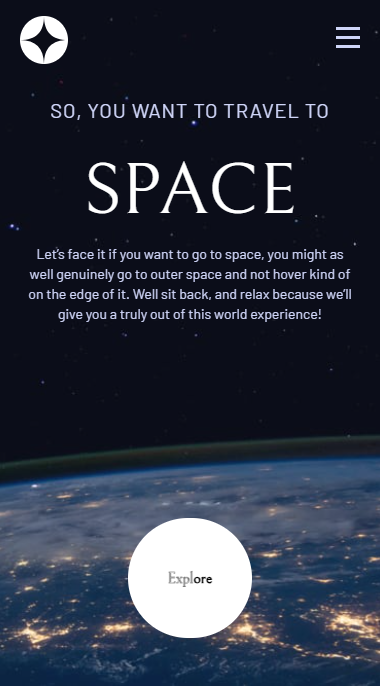 SO, YOU WANT TO TRAVEL TO
SPACE
Let's face it if you want to go to space, you might as
well genuinely go to outer space and not hover kind of
on the edge of it. Well sit back, and relax because we'll
give you a truly out of this world experience!
Explore